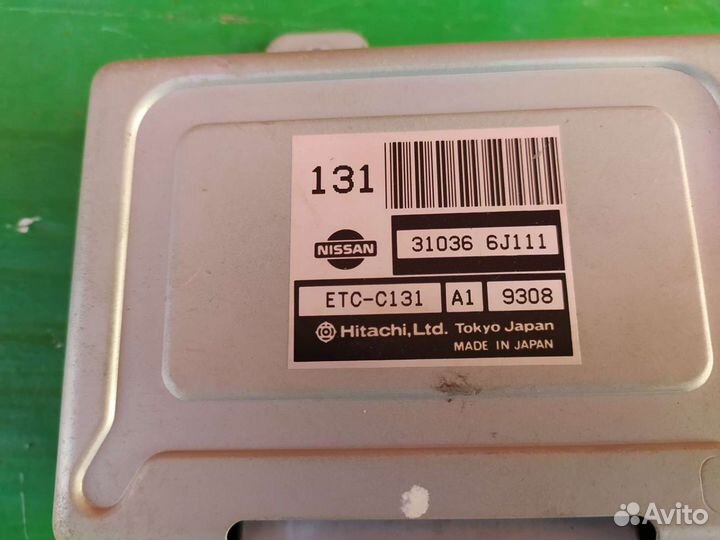 131
NISSAN
31036 6J111
ETC-C131 A1 9308
Hitachi,Ltd. Tokyo Japan
MADE IN JAPAN
Avito